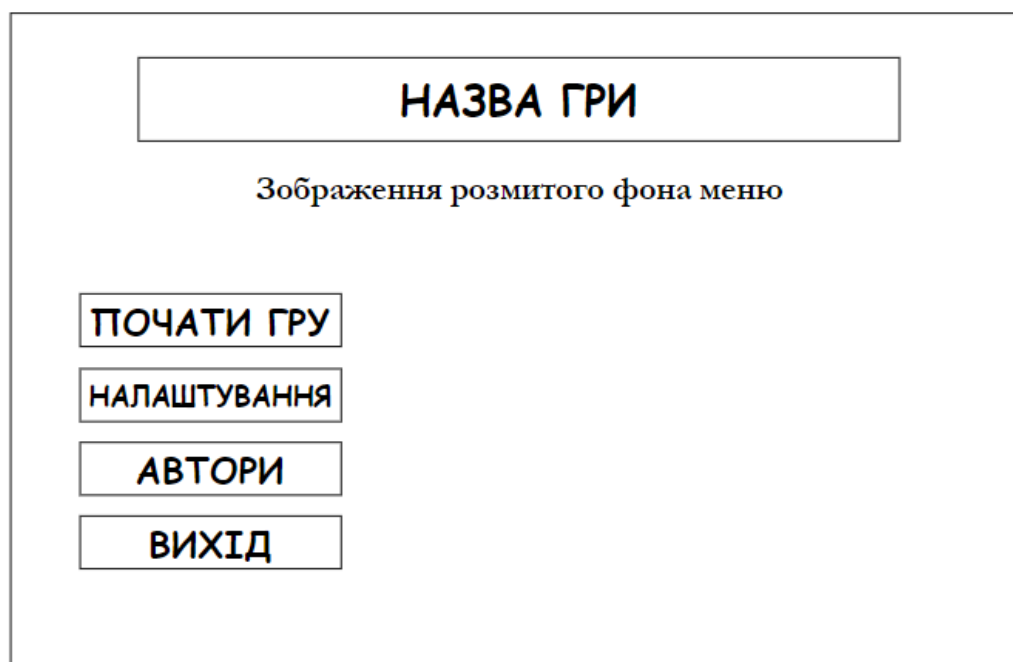 НАЗВА ГРИ
Зображення розмитого фона меню
ПОЧАТИ ГРУ
НАЛАШТУВАННЯ
АВТОРИ
ВИХІД